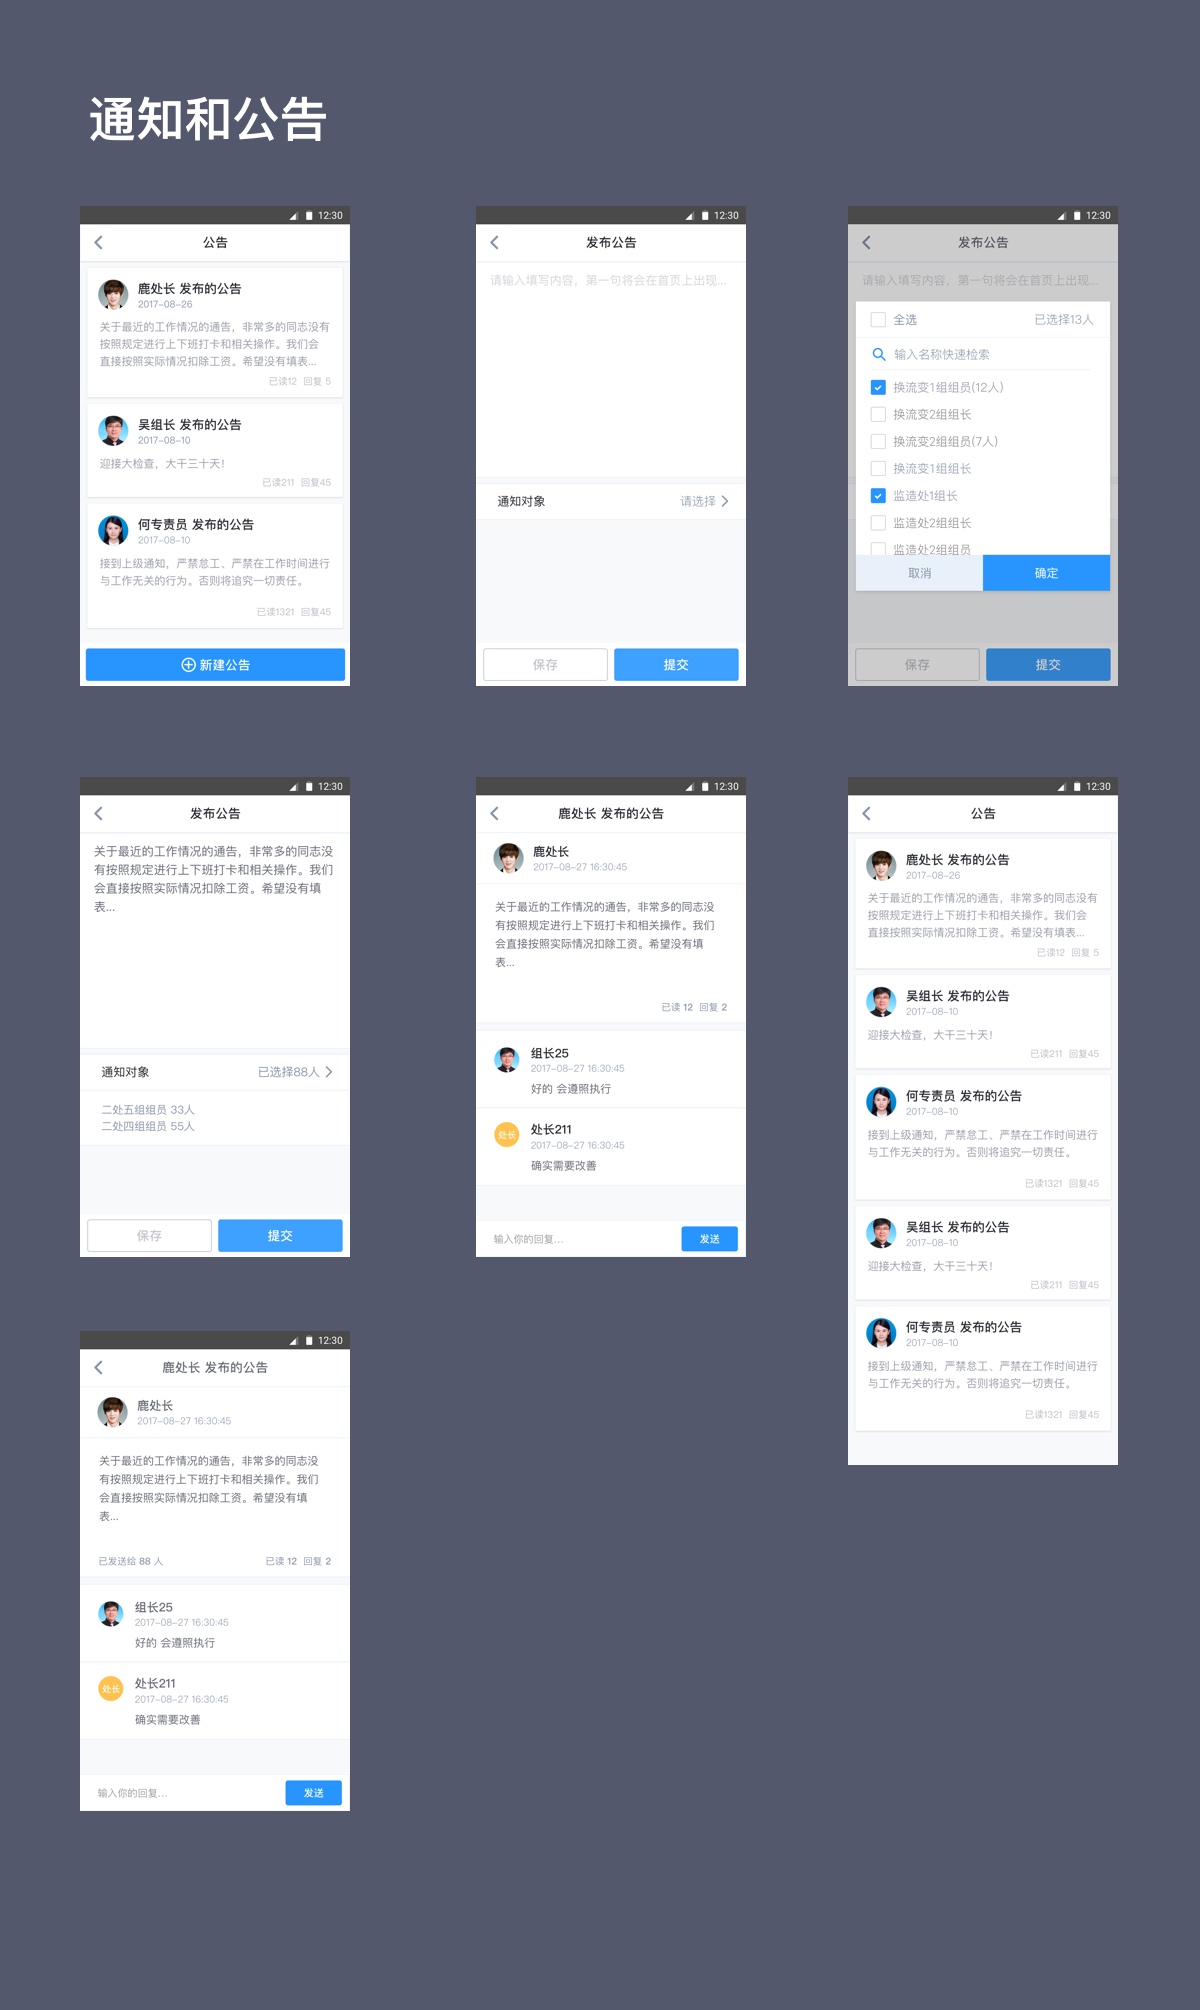 通知和公告
12:30
公告
鹿处长 发布的公告
2017-08-26
关于最近的工作情况的通告，非常多的同志没有
按照规定进行上下班打卡和相关操作。我们会
直接按照实际情况扣除工资。希望没有填表...
已读12 回复 5
吴组长 发布的公告
2017-08-10
迎接大检查，大干三十天！
已读211 回复45
何专责员 发布的公告
2017-08-10
接到上级通知，严禁怠工、严禁在工作时间进行
与工作无关的行为。否则将追究一切责任。
已读1321 回复45
新建公告
12:30
发布公告
请输入填写内容，第一句将会在首页上出现...
通知对象 请选择
保存 提交
12:30
发布公告
请输入填写内容，第一句将会在首页上出现...
全选 已选择13人
输入名称快速检索
换流变1组组员(12人)
换流变2组组长
换流变2组组员(7人)
换流变1组组长
监造处1组长
监造处2组组长
监造处2组组员
取消 确定
保存 提交
12:30
发布公告
关于最近的工作情况的通告，非常多的同志没
有按照规定进行上下班打卡和相关操作。我们
会直接按照实际情况扣除工资。希望没有填
表...
通知对象 已选择88人
二处五组组员 33人
二处四组组员 55人
保存 提交
12:30
鹿处长 发布的公告
鹿处长
2017-08-27 16:30:45
关于最近的工作情况的通告，非常多的同志没
有按照规定进行上下班打卡和相关操作。我们
会直接按照实际情况扣除工资。希望没有填
表...
已读 12 回复 2
组长25
2017-08-27 16:30:45
好的 会遵照执行
处长
处长211
2017-08-27 16:30:45
确实需要改善
输入你的回复... 发送
12:30
公告
鹿处长 发布的公告
2017-08-26
关于最近的工作情况的通告，非常多的同志没有
按照规定进行上下班打卡和相关操作。我们会
直接按照实际情况扣除工资。希望没有填表...
已读12 回复 5
吴组长 发布的公告
2017-08-10
迎接大检查，大干三十天！
已读211 回复45
何专责员 发布的公告
2017-08-10
接到上级通知，严禁怠工、严禁在工作时间进行
与工作无关的行为。否则将追究一切责任。
已读1321 回复45
吴组长 发布的公告
2017-08-10
迎接大检查，大干三十天！
已读211 回复45
何专责员 发布的公告
2017-08-10
接到上级通知，严禁怠工、严禁在工作时间进行
与工作无关的行为。否则将追究一切责任。
已读1321 回复45
12:30
鹿处长 发布的公告
鹿处长
2017-08-27 16:30:45
关于最近的工作情况的通告，非常多的同志没
有按照规定进行上下班打卡和相关操作。我们
会直接按照实际情况扣除工资。希望没有填
表...
已发送给 88 人 已读 12 回复 2
组长25
2017-08-27 16:30:45
好的 会遵照执行
处长
处长211
2017-08-27 16:30:45
确实需要改善
输入你的回复... 发送